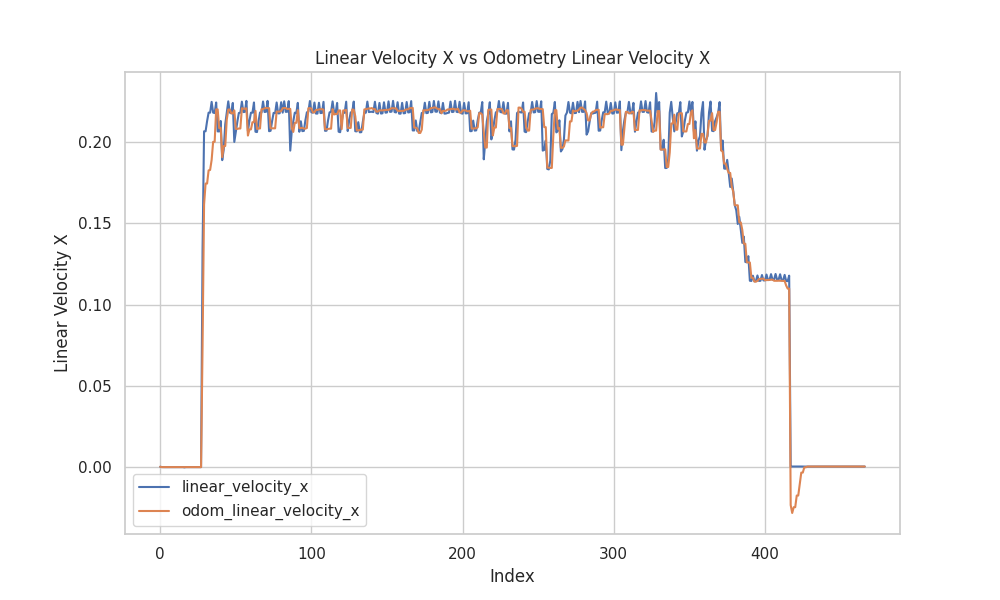 Linear Velocity X vs Odometry Linear Velocity X
Linear Velocity X
0.20
0.15
0.10
0.05
0.00
linear_velocity_x
odom_linear_velocity_x
0
100
200
300
400
Index